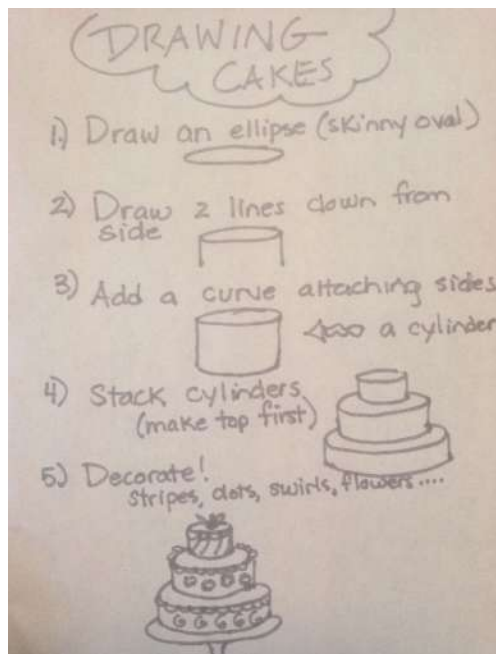 DRAWING
CAKES
1.) Draw an ellipse (skinny oval)
2) Draw 2 lines down from
side
3) Add a curve attaching sides
a cylinder
4) Stack cylinders
(make top first)
5) Decorate!
stripes, dots, swirls, flowers....